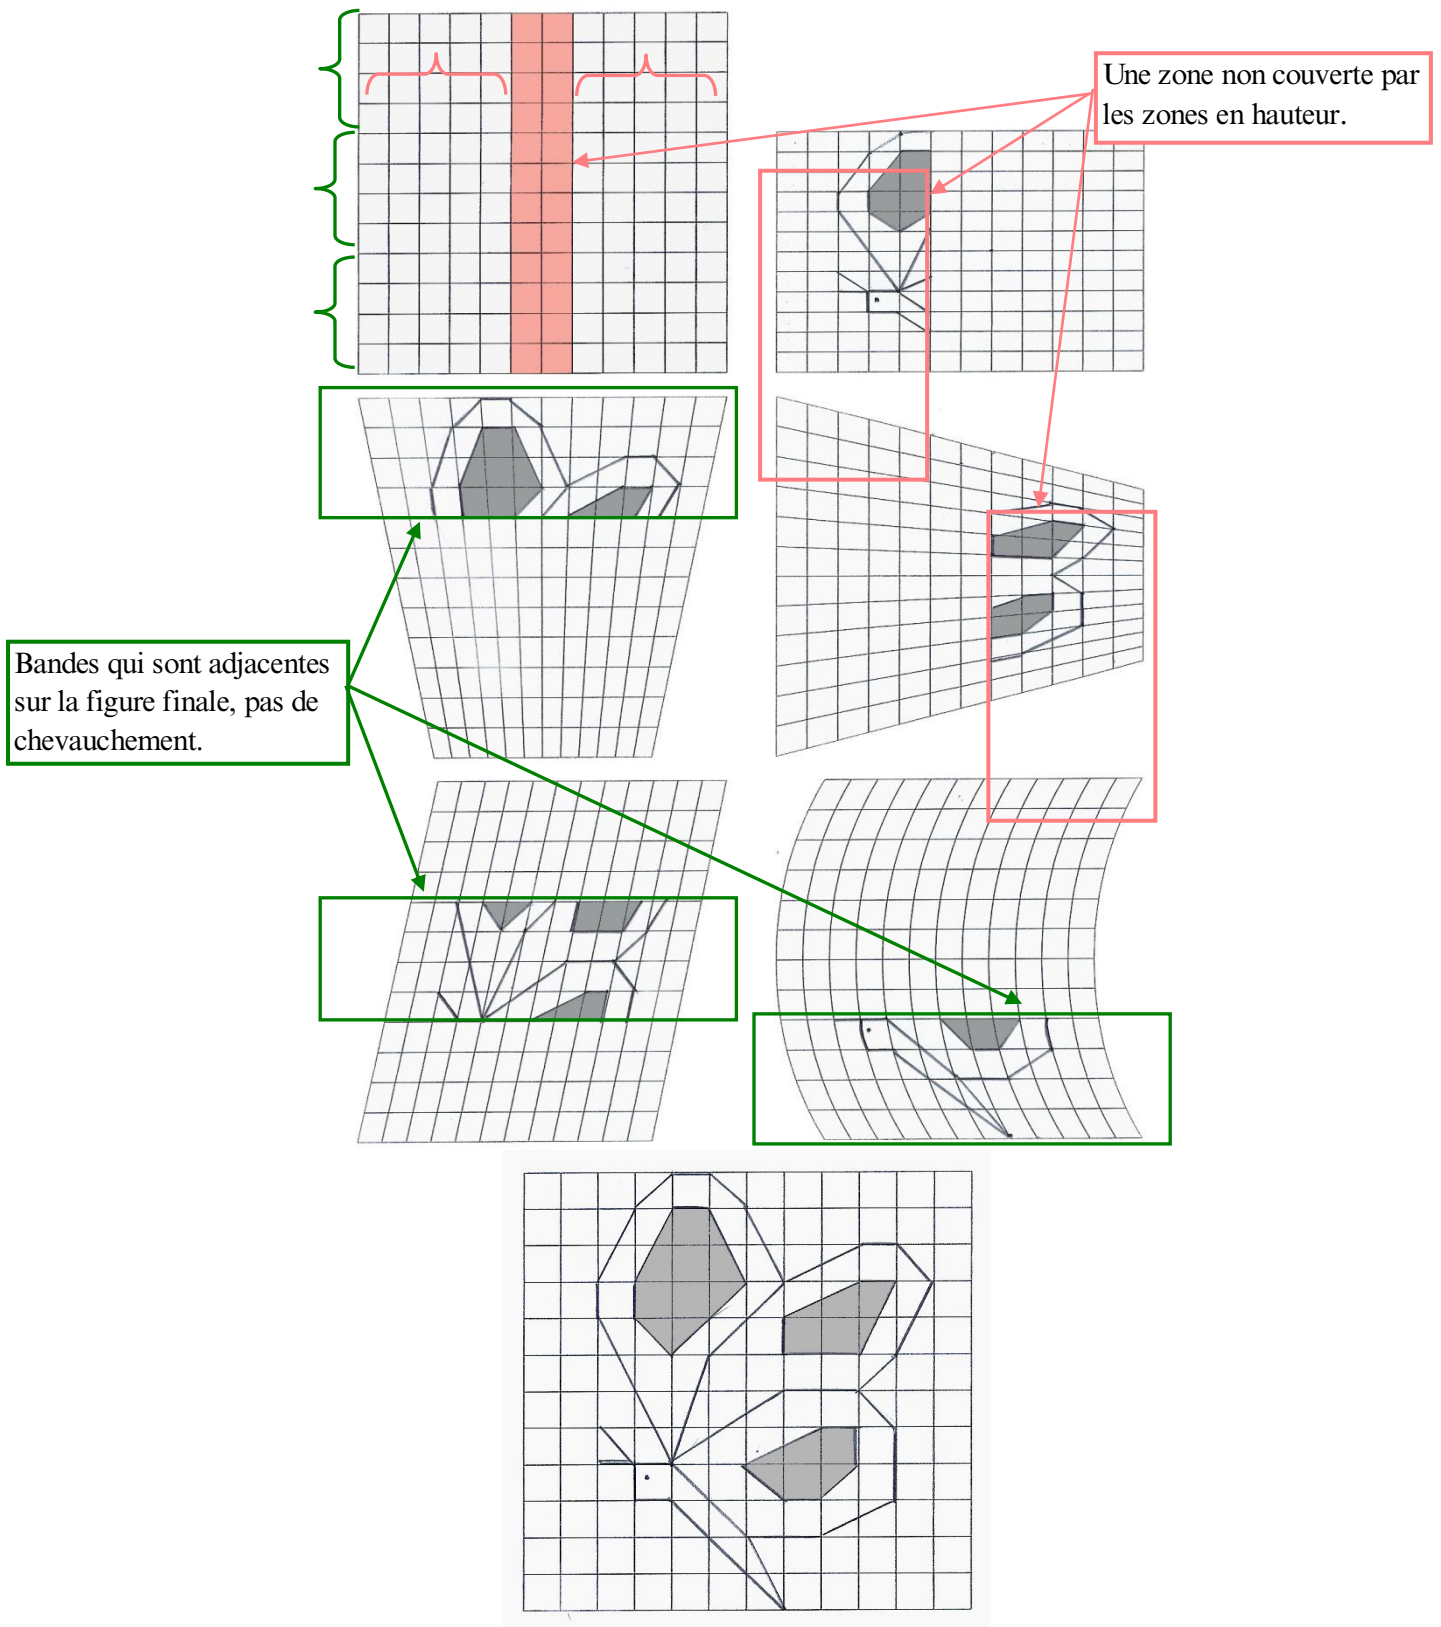 Une zone non couverte par
les zones en hauteur.
Bandes qui sont adjacentes
sur la figure finale, pas de
chevauchement.